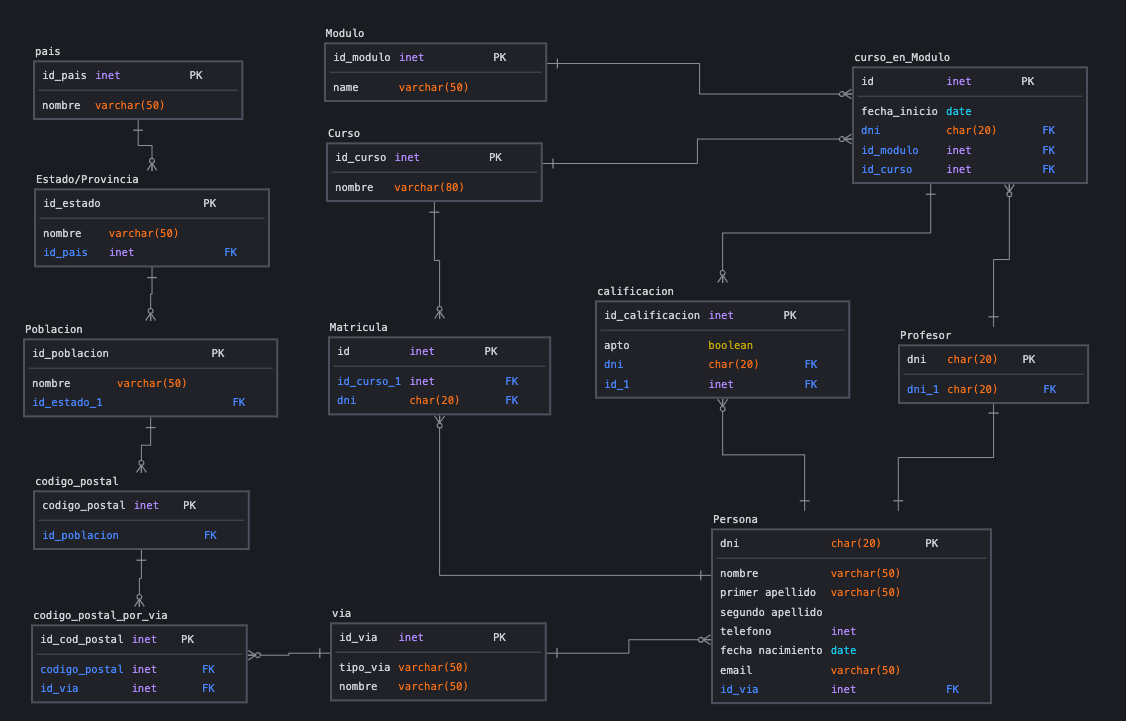 pais
id_pais inet PK
nombre varchar(50)
Estado/Provincia
id_estado PK
nombre varchar(50)
id_pais inet FK
Poblacion
id_poblacion PK
nombre varchar(50)
id_estado_1 FK
codigo_postal
codigo_postal inet PK
id_poblacion FK
codigo_postal_por_via
id_cod_postal inet PK
codigo_postal inet FK
id_via inet FK
Modulo
id_modulo inet PK
name varchar(50)
Curso
id_curso inet PK
nombre varchar(80)
Matricula
id inet PK
id_curso_1 inet FK
dni char(20) FK
via
id_via inet PK
tipo_via varchar(50)
nombre varchar(50)
curso_en_Modulo
id inet PK
fecha_inicio date
dni char(20) FK
id_modulo inet FK
id_curso inet FK
calificacion
id_calificacion inet PK
apto boolean
dni char(20) FK
id_1 inet FK
Profesor
dni char(20) PK
dni_1 char(20) FK
Persona
dni char(20) PK
nombre varchar(50)
primer apellido varchar(50)
segundo apellido
telefono inet
fecha nacimiento date
email varchar(50)
id_via inet FK